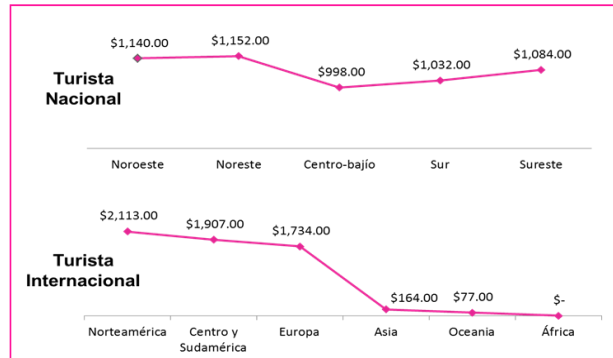 $1,140.00
$1,152.00
$998.00
$1,032.00
$1,084.00
Turista
Nacional
Noroeste
Noreste
Centro-bajío
Sur
Sureste
$2,113.00
$1,907.00
$1,734.00
$164.00
$77.00
$-
Turista
Internacional
Norteamérica
Centro y
Sudamérica
Europa
Asia
Oceania
África